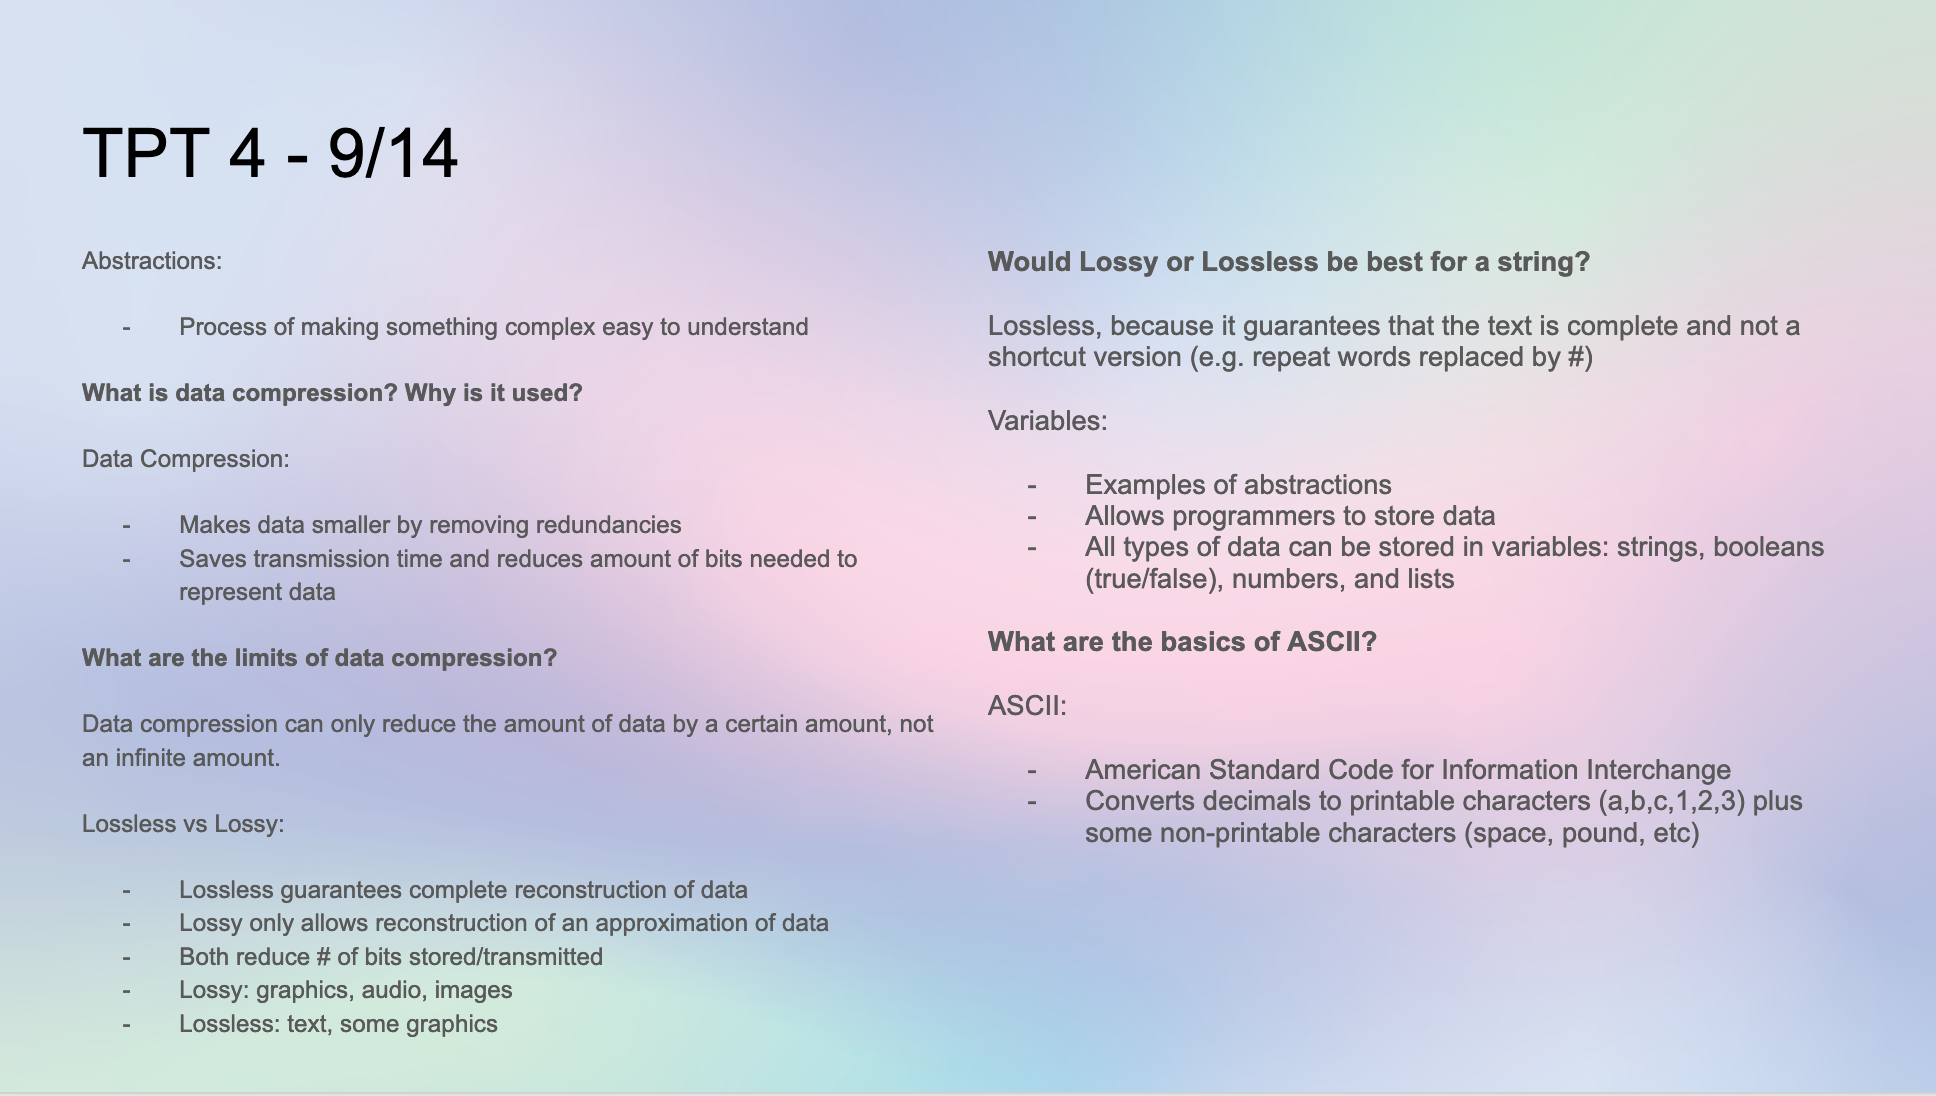 TPT 4 - 9/14
Abstractions:
- Process of making something complex easy to understand
What is data compression? Why is it used?
Data Compression:
- Makes data smaller by removing redundancies
- Saves transmission time and reduces amount of bits needed to
represent data
What are the limits of data compression?
Data compression can only reduce the amount of data by a certain amount, not
an infinite amount.
Lossless vs Lossy:
- Lossless guarantees complete reconstruction of data
- Lossy only allows reconstruction of an approximation of data
- Both reduce # of bits stored/transmitted
- Lossy: graphics, audio, images
- Lossless: text, some graphics
Would Lossy or Lossless be best for a string?
Lossless, because it guarantees that the text is complete and not a
shortcut version (e.g. repeat words replaced by #)
Variables:
- Examples of abstractions
- Allows programmers to store data
- All types of data can be stored in variables: strings, booleans
(true/false), numbers, and lists
What are the basics of ASCII?
ASCII:
- American Standard Code for Information Interchange
- Converts decimals to printable characters (a,b,c,1,2,3) plus
some non-printable characters (space, pound, etc)